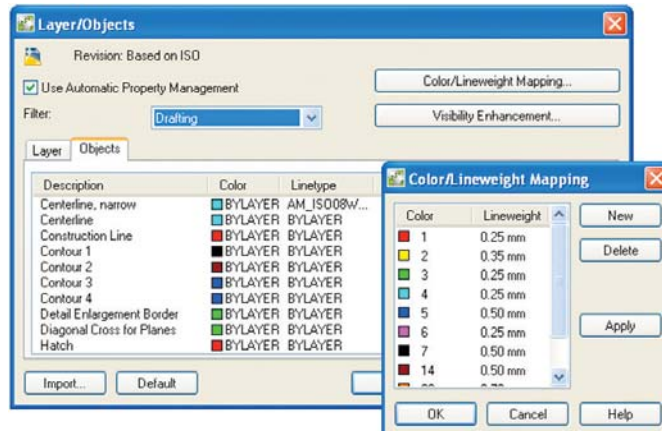 Layer/Objects
Revision: Based on ISO
Use Automatic Property Management
Color/Lineweight Mapping...
Filter:
Drafting
Visibility Enhancement...
Layer
Objects
Description Color Linetype
Centerline, narrow BYLAYER AM_ISO08W...
Centerline BYLAYER BYLAYER
Construction Line BYLAYER BYLAYER
Contour 1 BYLAYER BYLAYER
Contour 2 BYLAYER BYLAYER
Contour 3 BYLAYER BYLAYER
Contour 4 BYLAYER BYLAYER
Detail Enlargement Border BYLAYER BYLAYER
Diagonal Cross for Planes BYLAYER BYLAYER
Hatch BYLAYER BYLAYER
Import...
Default
Color/Lineweight Mapping
Color Lineweight
1 0.25 mm
2 0.35 mm
3 0.25 mm
4 0.25 mm
5 0.50 mm
6 0.25 mm
7 0.50 mm
14 0.50 mm
New
Delete
Apply
OK
Cancel
Help